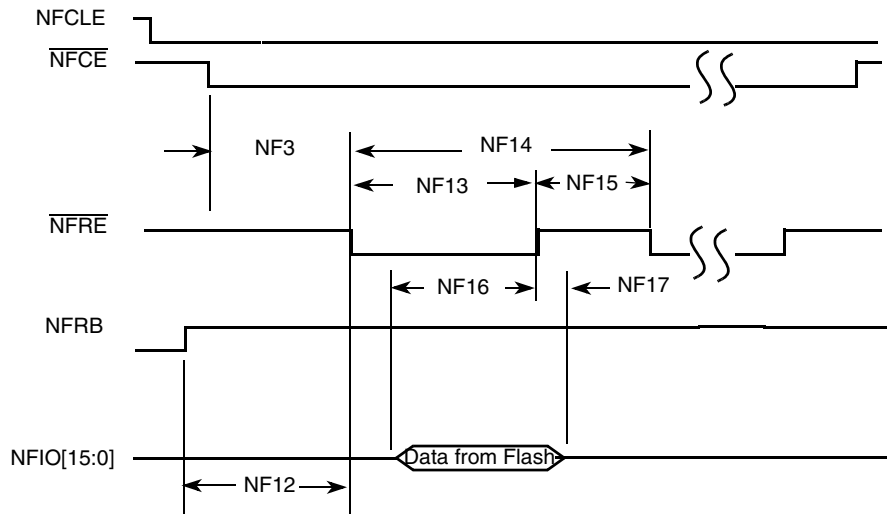 NFCLE
NFCE
NF3
NF14
NF13
NF15
NFRE
NF16
NF17
NFRB
NFIO[15:0]
Data from Flash
NF12